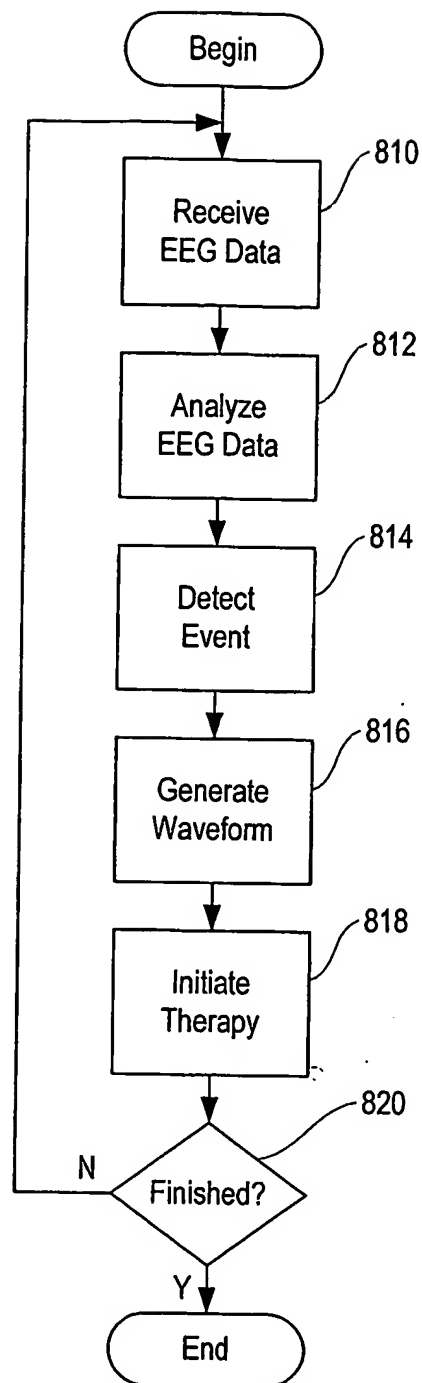 Begin
810
Receive
EEG Data
812
Analyze
EEG Data
814
Detect
Event
816
Generate
Waveform
818
Initiate
Therapy
820
Finished?
N
Y
End